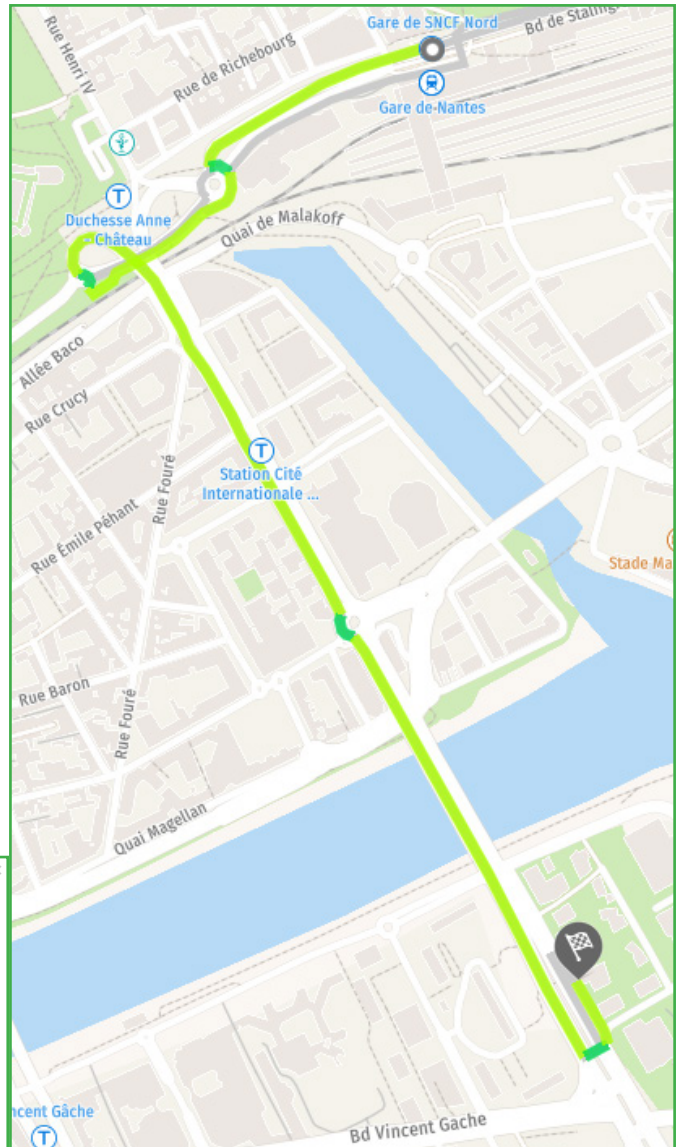 Gare de SNCF Nord
Bd de Staling
Rue Henri IV
Rue de Richebourg
Gare de Nantes
T
Duchesse Anne
- Château
Quai de Malakoff
Allée Baco
Rue Crucy
Rue Fouré
T
Station Cité
Internationale ...
Rue Émile Péhant
Stade Ma
Rue Baron
Rue Fouré
Quai Magellan
ncent Gâche
T
Bd Vincent Gache